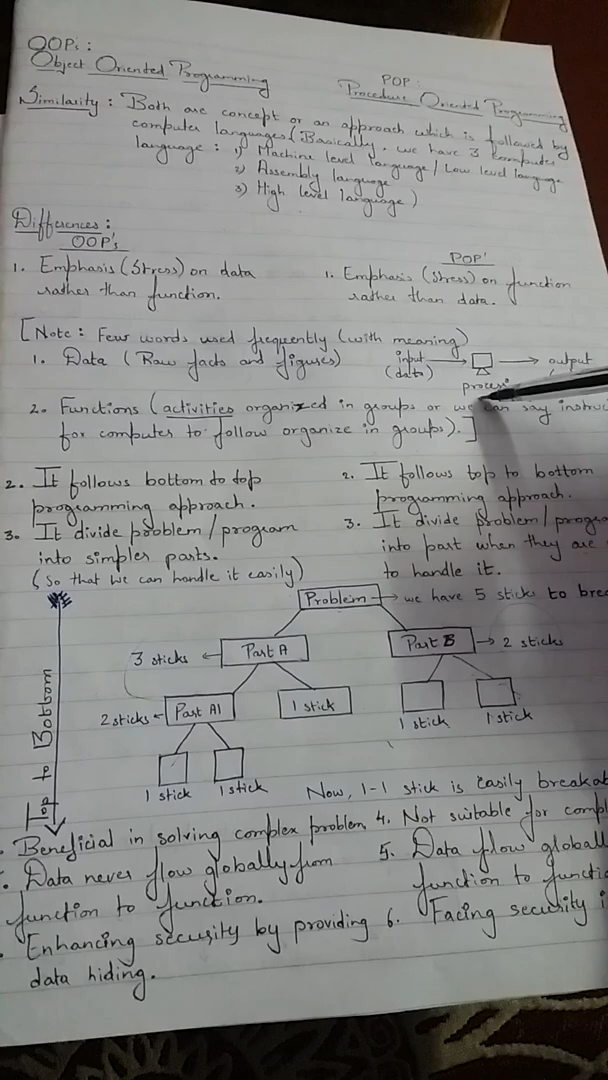 OOPs :
Object Oriented Programming
POP :
Procedure Oriented Programming
Similarity : Both are concept or an approach which is followed by
computer languages (Basically, we have 3 computer
language : 1) Machine level language / Low level language
2) Assembly language
3) High level language )
Differences :
OOP's
1. Emphasis (Stress) on data
rather than function.
POP'
1. Emphasis (Stress) on function
rather than data.
[Note : Few words used frequently (with meaning)
1. Data ( Raw facts and figures)
input
(data)
output
2. Functions (activities organized in groups or we can say
for computer to follow organize in groups).]
2. It follows bottom to top
programming approach.
3. It divide problem / program
into simpler parts.
(So that we can handle it easily)
2. It follows top to bottom
programming approach.
3. It divide problem / 
into part when they are
to handle it.
Problem → we have 5 sticks to
3 sticks ← Part A
Part B → 2 sticks
2 sticks ← Part A1
1 stick
1 stick 1 stick
1 stick 1 stick
Top to Bottom
Now, 1-1 stick is easily
Beneficial in solving complex problem
Data never flow globally from
function to function.
Enhancing security by providing
data hiding.
4. Not suitable for
5. Data flow
function to
6. Facing security